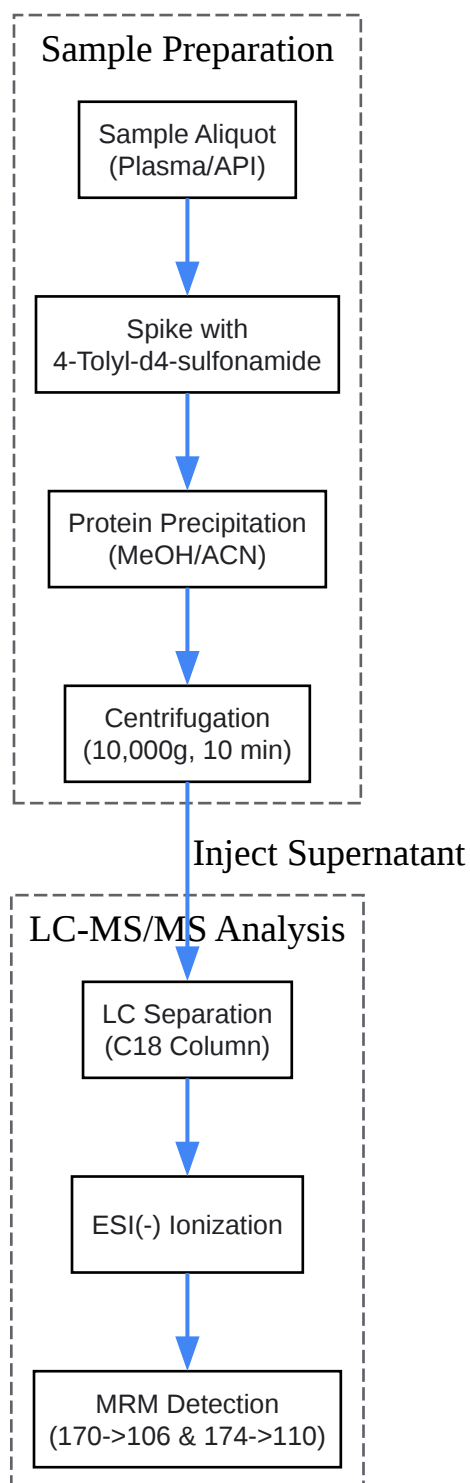 Sample Preparation
Sample Aliquot
(Plasma/API)
Spike with
4-Tolyl-d4-sulfonamide
Protein Precipitation
(MeOH/ACN)
Centrifugation
(10,000g, 10 min)
Inject Supernatant
LC-MS/MS Analysis
LC Separation
(C18 Column)
ESI(-) Ionization
MRM Detection
(170->106 & 174->110)